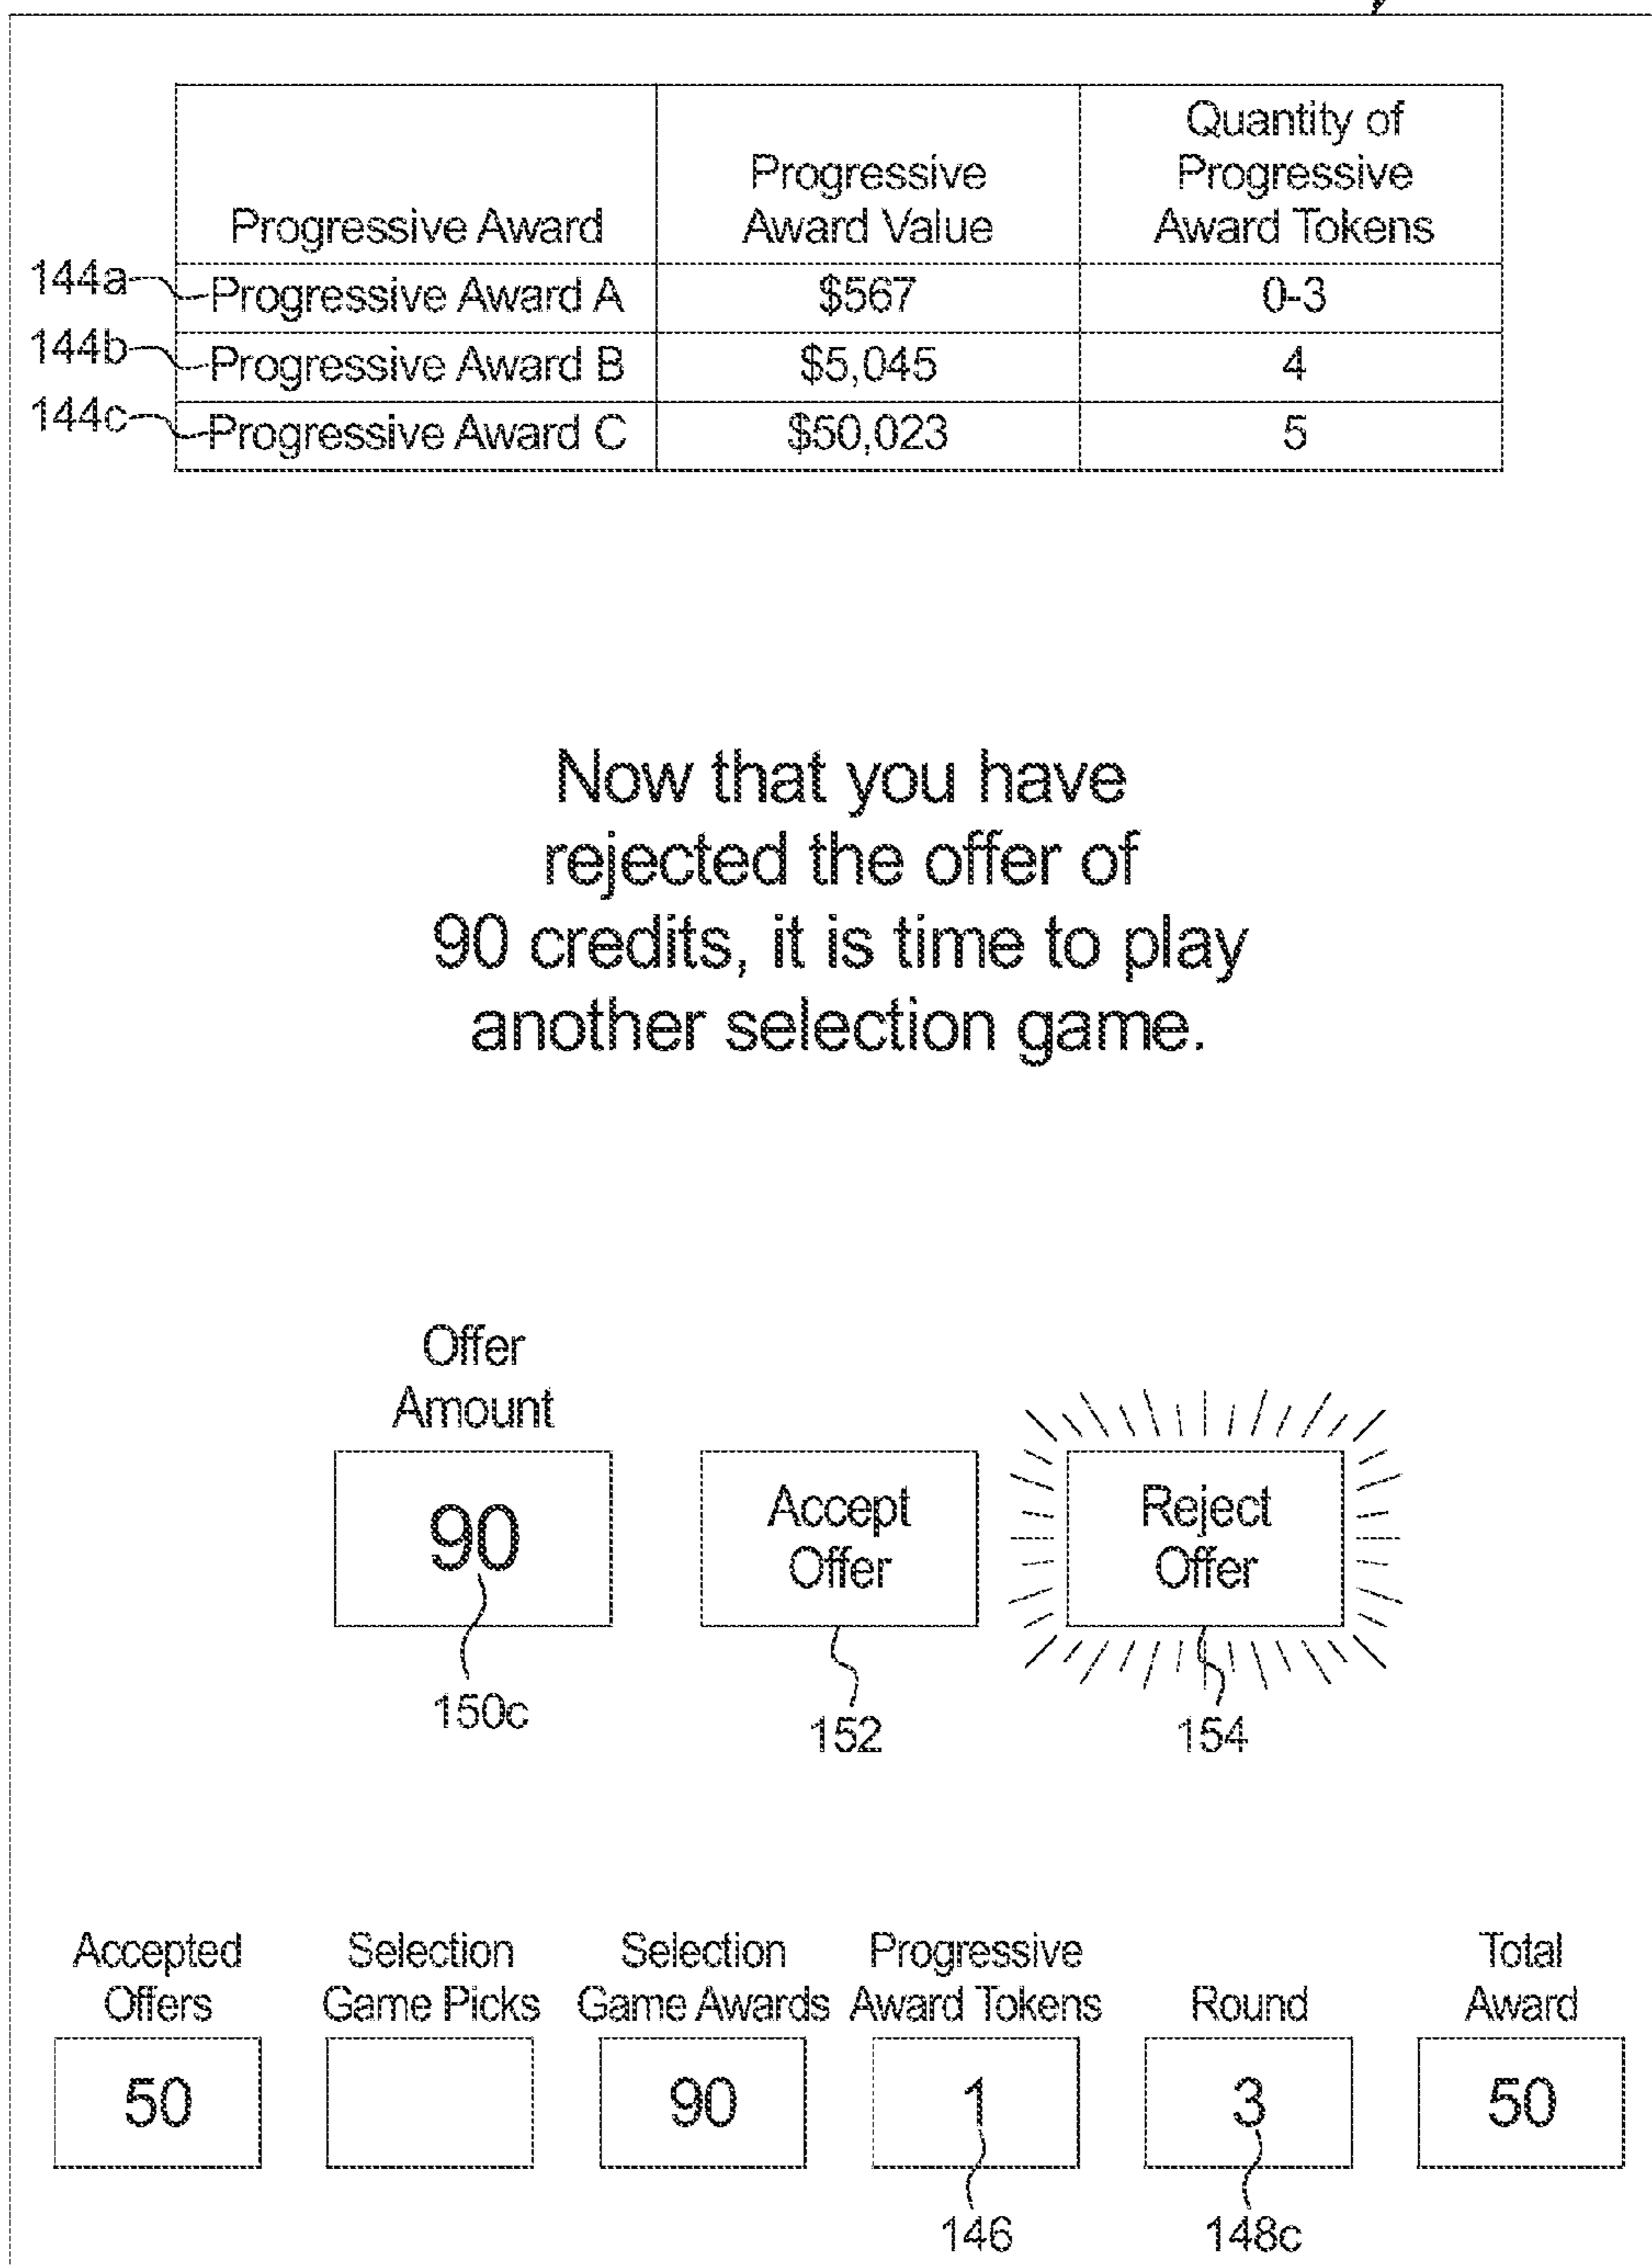 Progressive Award
Progressive
Award Value
Quantity of
Progressive
Award Tokens
144a
Progressive Award A
$567
0-3
144b
Progressive Award B
$5,045
4
144c
Progressive Award C
$50,023
5
Now that you have
rejected the offer of
90 credits, it is time to play
another selection game.
Offer
Amount
90
Accept
Offer
Reject
Offer
150c
152
154
Accepted
Offers
Selection
Game Picks
Selection
Game Awards
Progressive
Award Tokens
Round
Total
Award
50
90
1
3
50
146
148c